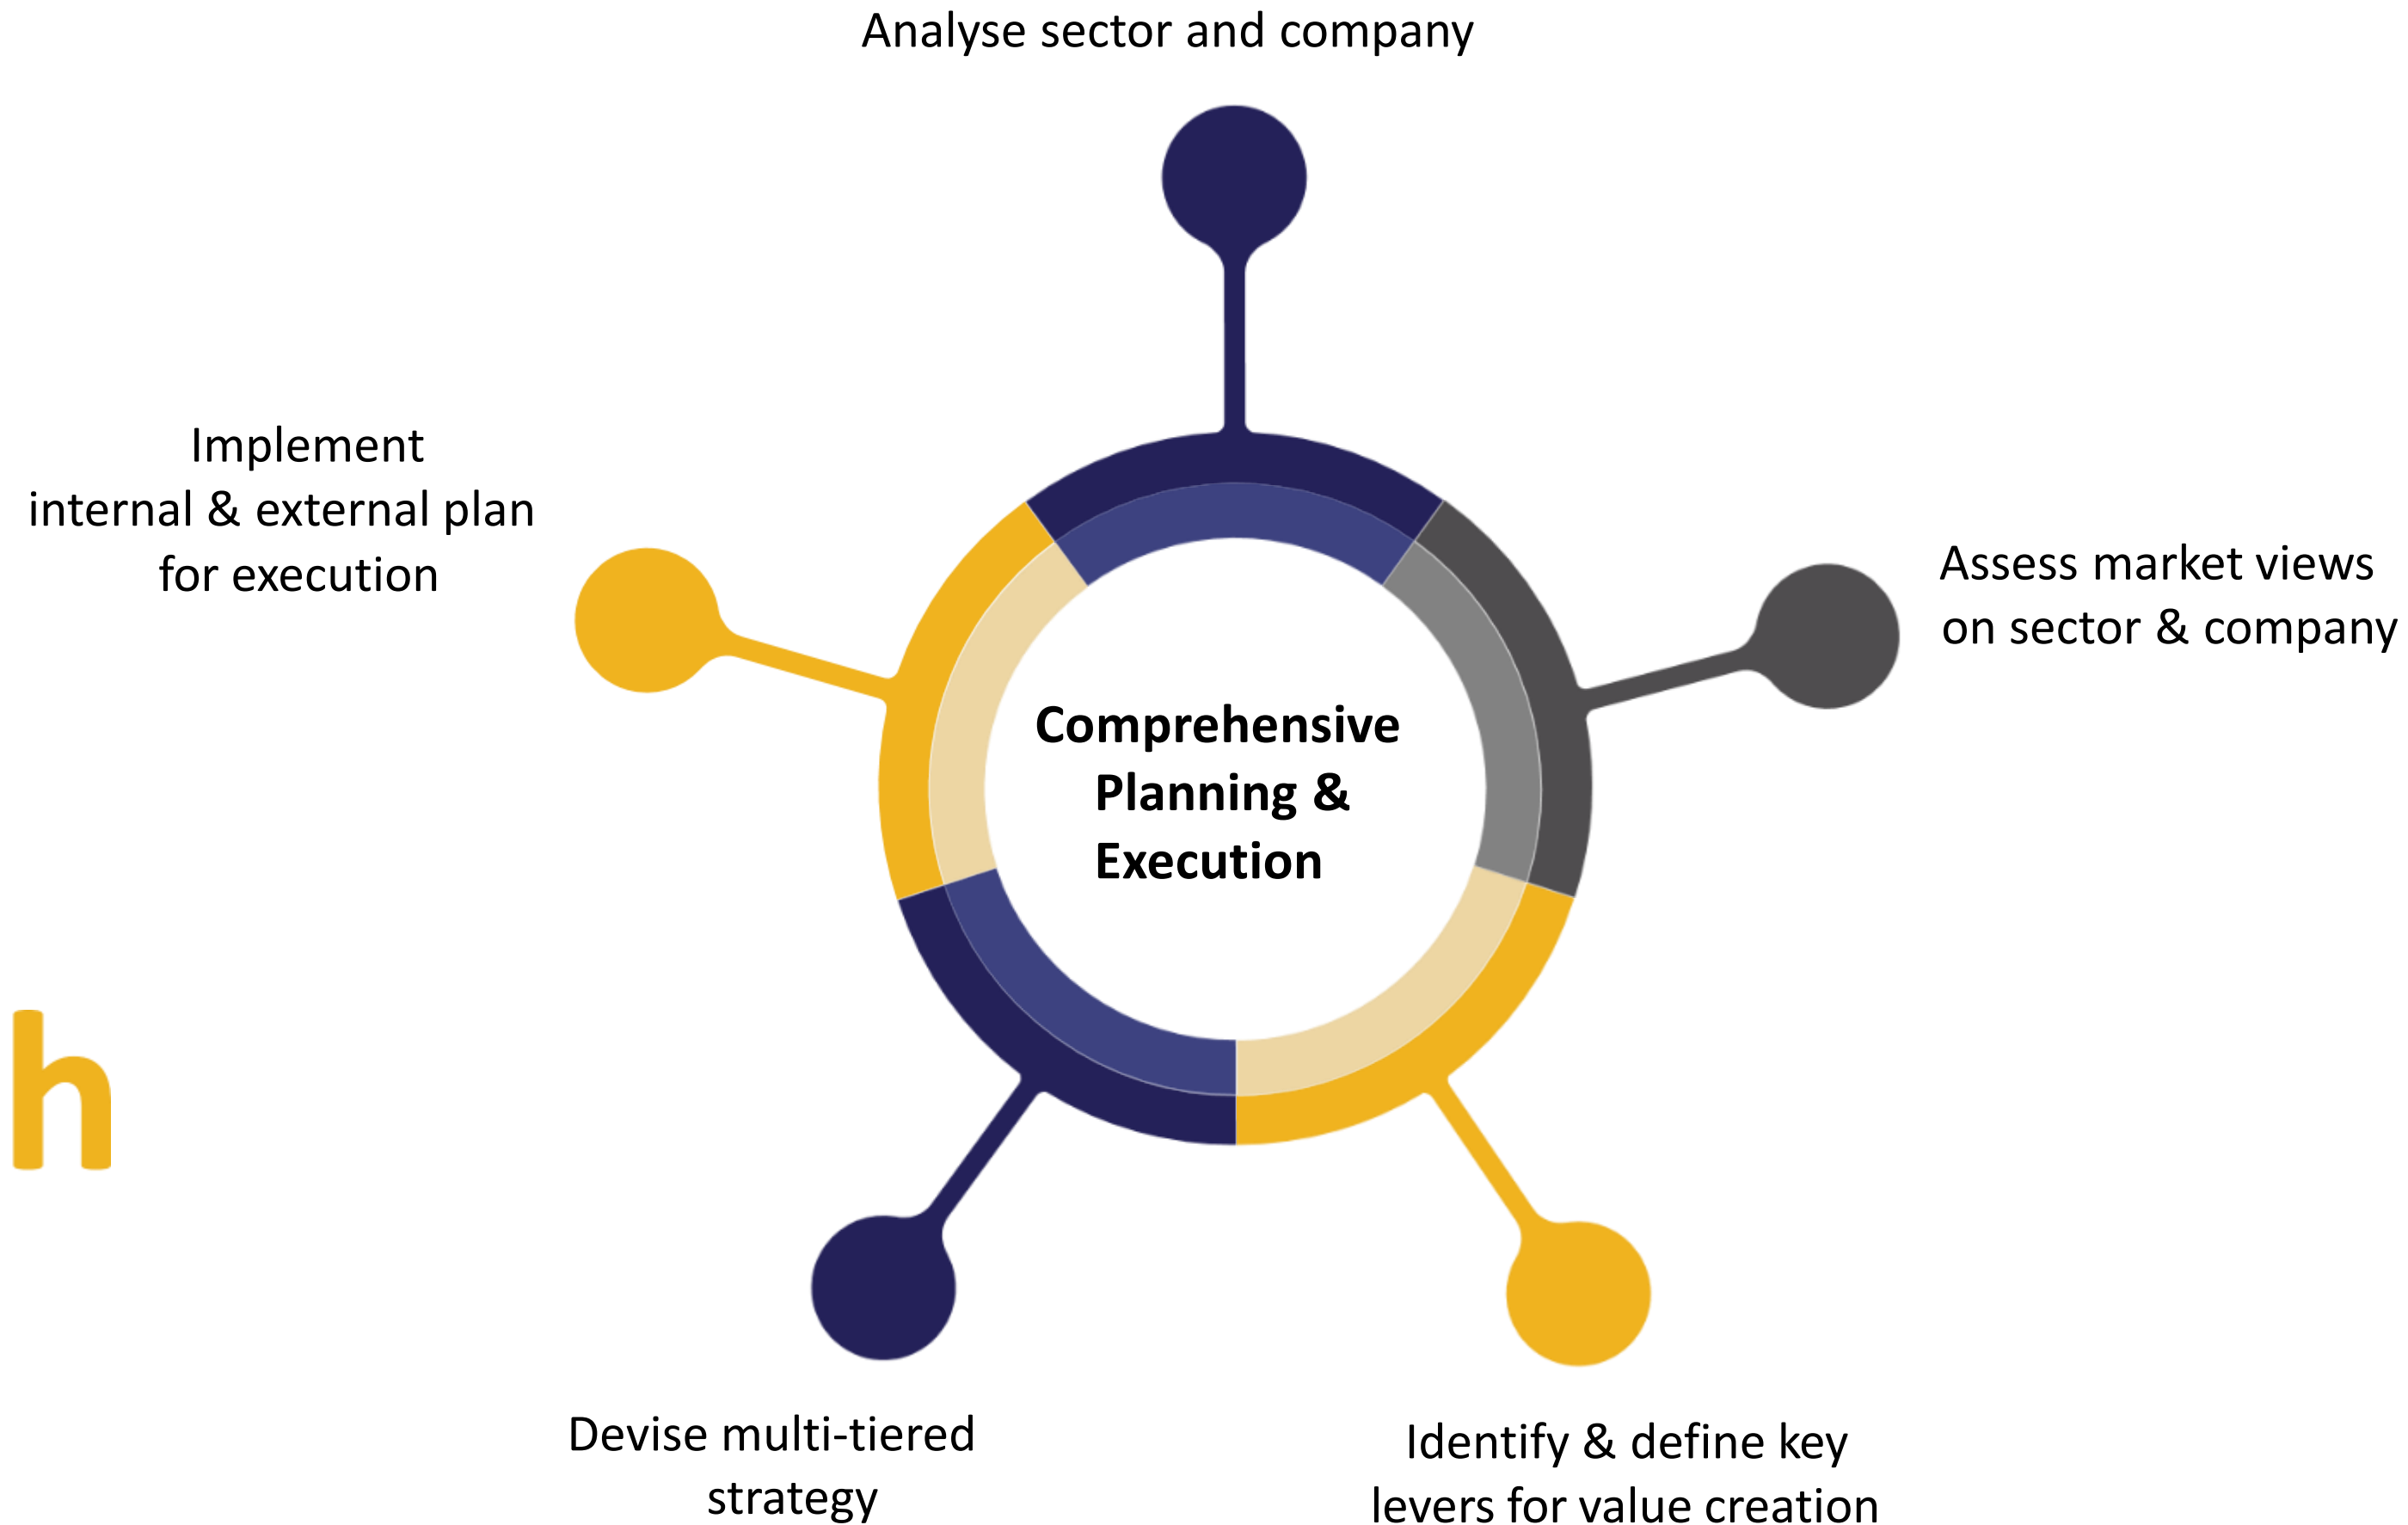 Analyse sector and company
Implement
internal & external plan
for execution
Assess market views
on sector & company
Comprehensive
Planning &
Execution
h
Devise multi-tiered
strategy
Identify & define key
levers for value creation